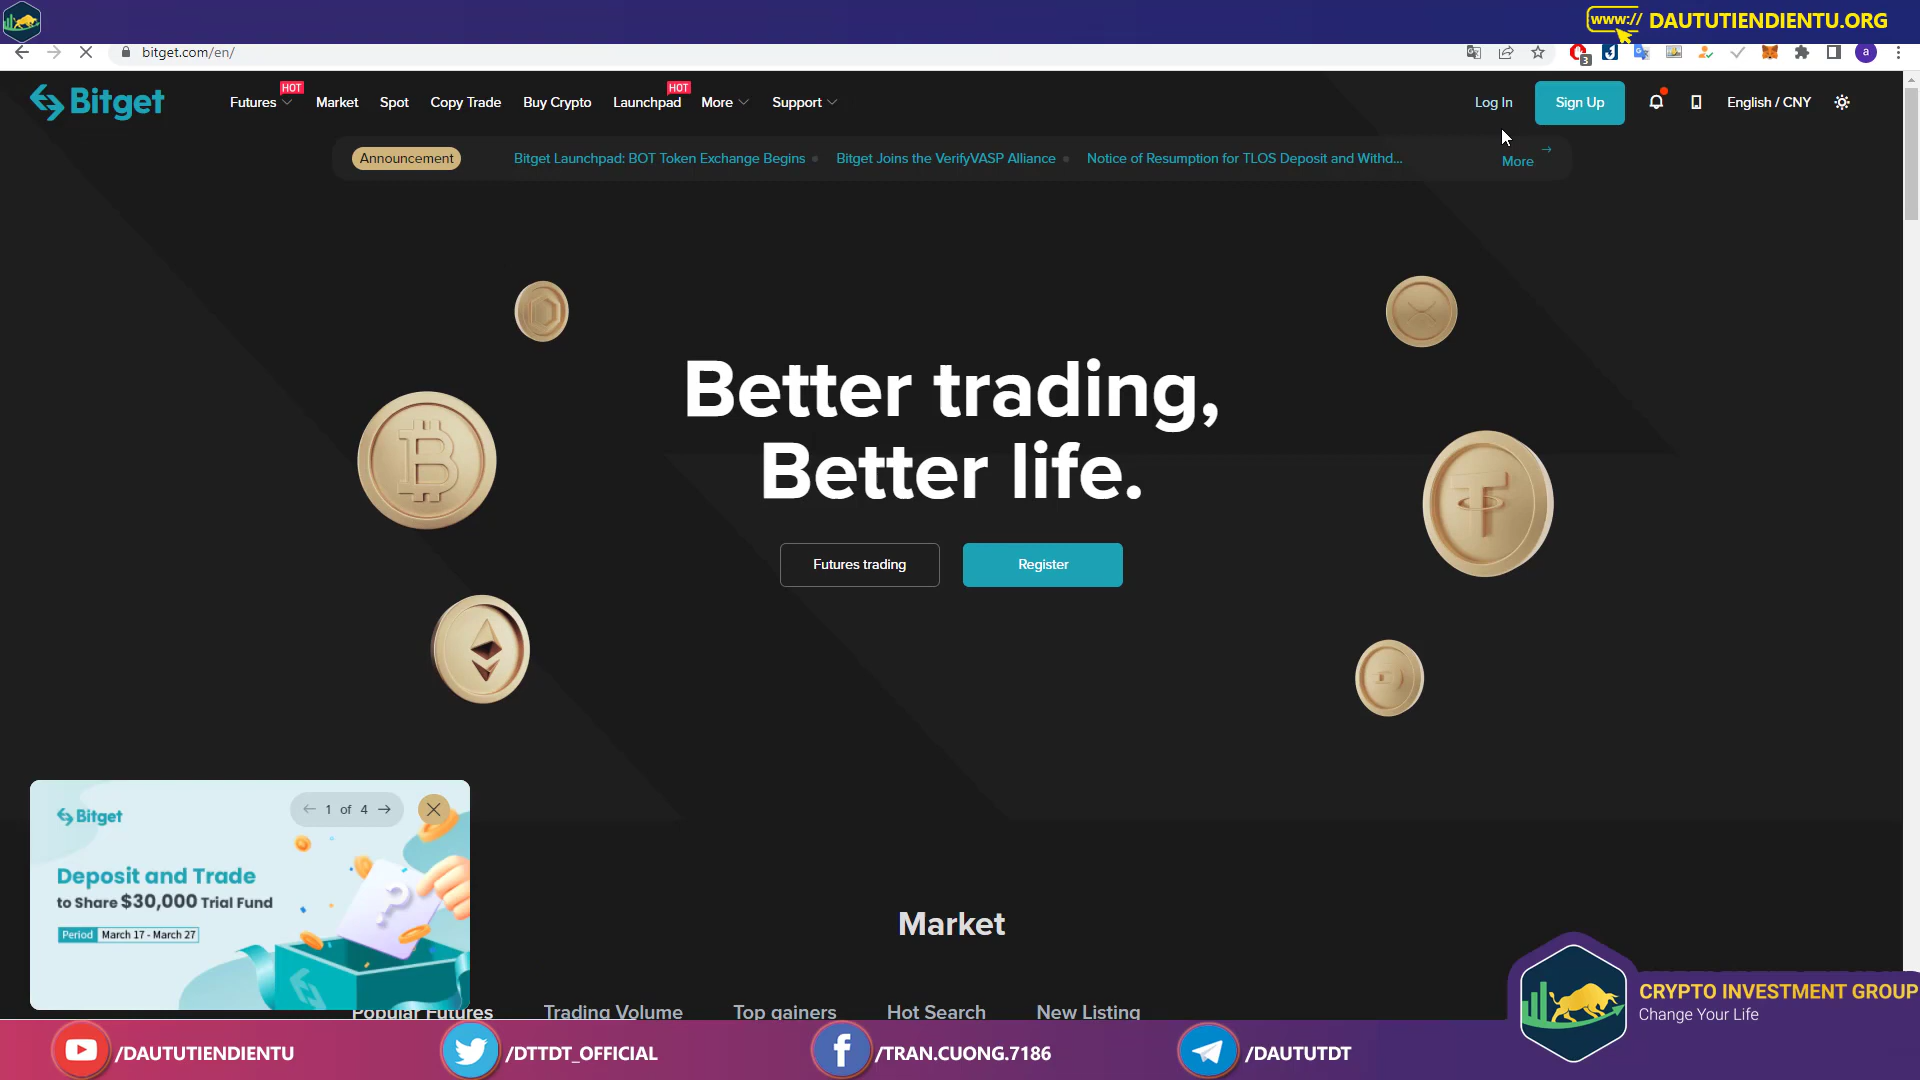 www:// DAUTUTIENDIENTU.ORG
bitget.com/en/
3
a
Bitget
Futures HOT Market Spot Copy Trade Buy Crypto Launchpad HOT More Support Log In Sign Up English / CNY
Announcement Bitget Launchpad: BOT Token Exchange Begins Bitget Joins the VerifyVASP Alliance Notice of Resumption for TLOS Deposit and Withd... More →
Better trading,
Better life.
Futures trading Register
Bitget ← 1 of 4 →
Deposit and Trade
to Share $30,000 Trial Fund
Period March 17 - March 27
Market
Popular Futures Trading Volume Top gainers Hot Search New Listing
CRYPTO INVESTMENT GROUP
Change Your Life
/DAUTUTIENDIENTU /DTTDT_OFFICIAL /TRAN.CUONG.7186 /DAUTUTDT